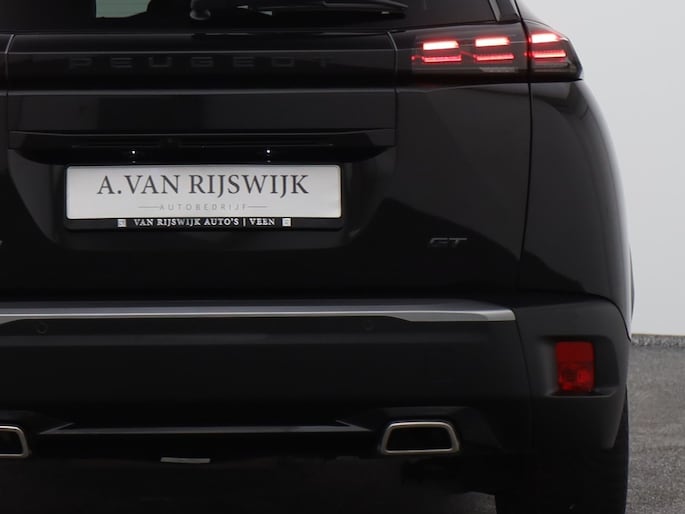 PEUGEOT
A.VAN RIJSWIJK
AUTOBEDRIJF
VAN RIJSWIJK AUTO'S | VEEN
GT